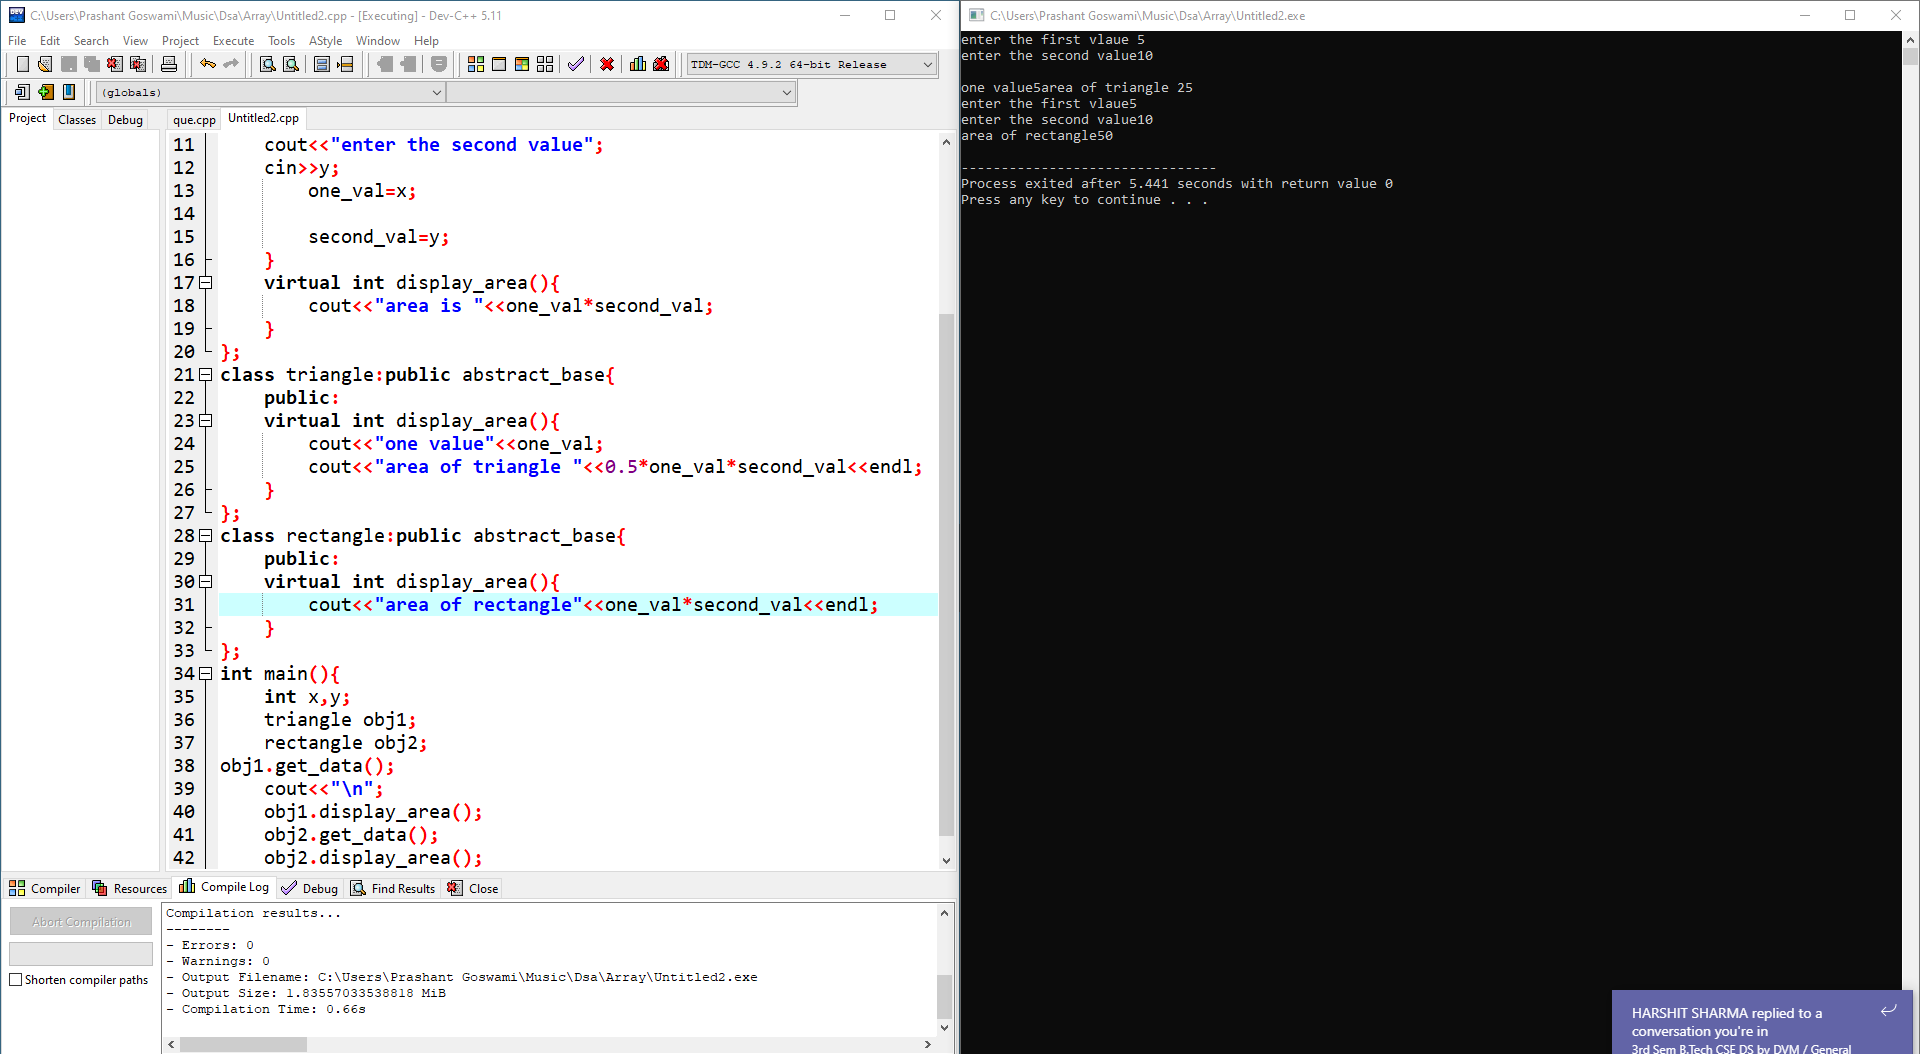 C:\Users\Prashant Goswami\Music\Dsa\Array\Untitled2.cpp - [Executing] - Dev-C++ 5.11
File Edit Search View Project Execute Tools AStyle Window Help
TDM-GCC 4.9.2 64-bit Release
(globals)
Project Classes Debug
que.cpp Untitled2.cpp
11 cout<<"enter the second value";
12 cin>>y;
13 one_val=x;
14
15 second_val=y;
16 }
17 virtual int display_area(){
18 cout<<"area is "<<one_val*second_val;
19 }
20 };
21 class triangle:public abstract_base{
22 public:
23 virtual int display_area(){
24 cout<<"one value"<<one_val;
25 cout<<"area of triangle "<<0.5*one_val*second_val<<endl;
26 }
27 };
28 class rectangle:public abstract_base{
29 public:
30 virtual int display_area(){
31 cout<<"area of rectangle"<<one_val*second_val<<endl;
32 }
33 };
34 int main(){
35 int x,y;
36 triangle obj1;
37 rectangle obj2;
38 obj1.get_data();
39 cout<<"\n";
40 obj1.display_area();
41 obj2.get_data();
42 obj2.display_area();
Compiler Resources Compile Log Debug Find Results Close
Abort Compilation
Shorten compiler paths
Compilation results...
--------
- Errors: 0
- Warnings: 0
- Output Filename: C:\Users\Prashant Goswami\Music\Dsa\Array\Untitled2.exe
- Output Size: 1.83557033538818 MiB
- Compilation Time: 0.66s
C:\Users\Prashant Goswami\Music\Dsa\Array\Untitled2.exe
enter the first vlaue 5
enter the second value10
one value5area of triangle 25
enter the first vlaue5
enter the second value10
area of rectangle50
--------------------------------
Process exited after 5.441 seconds with return value 0
Press any key to continue . . .
HARSHIT SHARMA replied to a
conversation you're in
3rd Sem B.Tech CSE DS by DVM / General